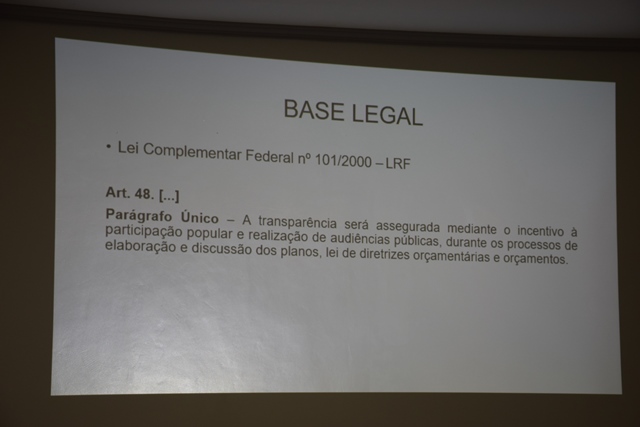 BASE LEGAL
• Lei Complementar Federal nº 101/2000 – LRF
Art. 48. [...]
Parágrafo Único – A transparência será assegurada mediante o incentivo à
participação popular e realização de audiências públicas, durante os processos de
elaboração e discussão dos planos, lei de diretrizes orçamentárias e orçamentos.